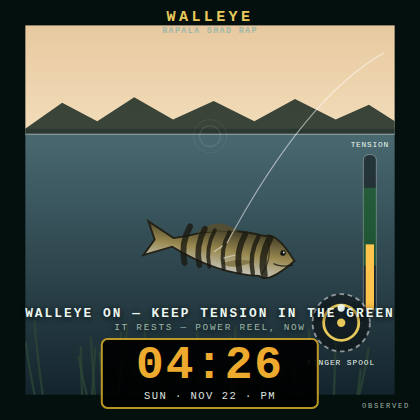 WALLEYE
RAPALA SHAD RAP
TENSION
WALLEYE ON — KEEP TENSION IN THE GREEN
IT RESTS — POWER REEL, NOW
NGER SPOOL
04:26
SUN · NOV 22 · PM
OBSERVED